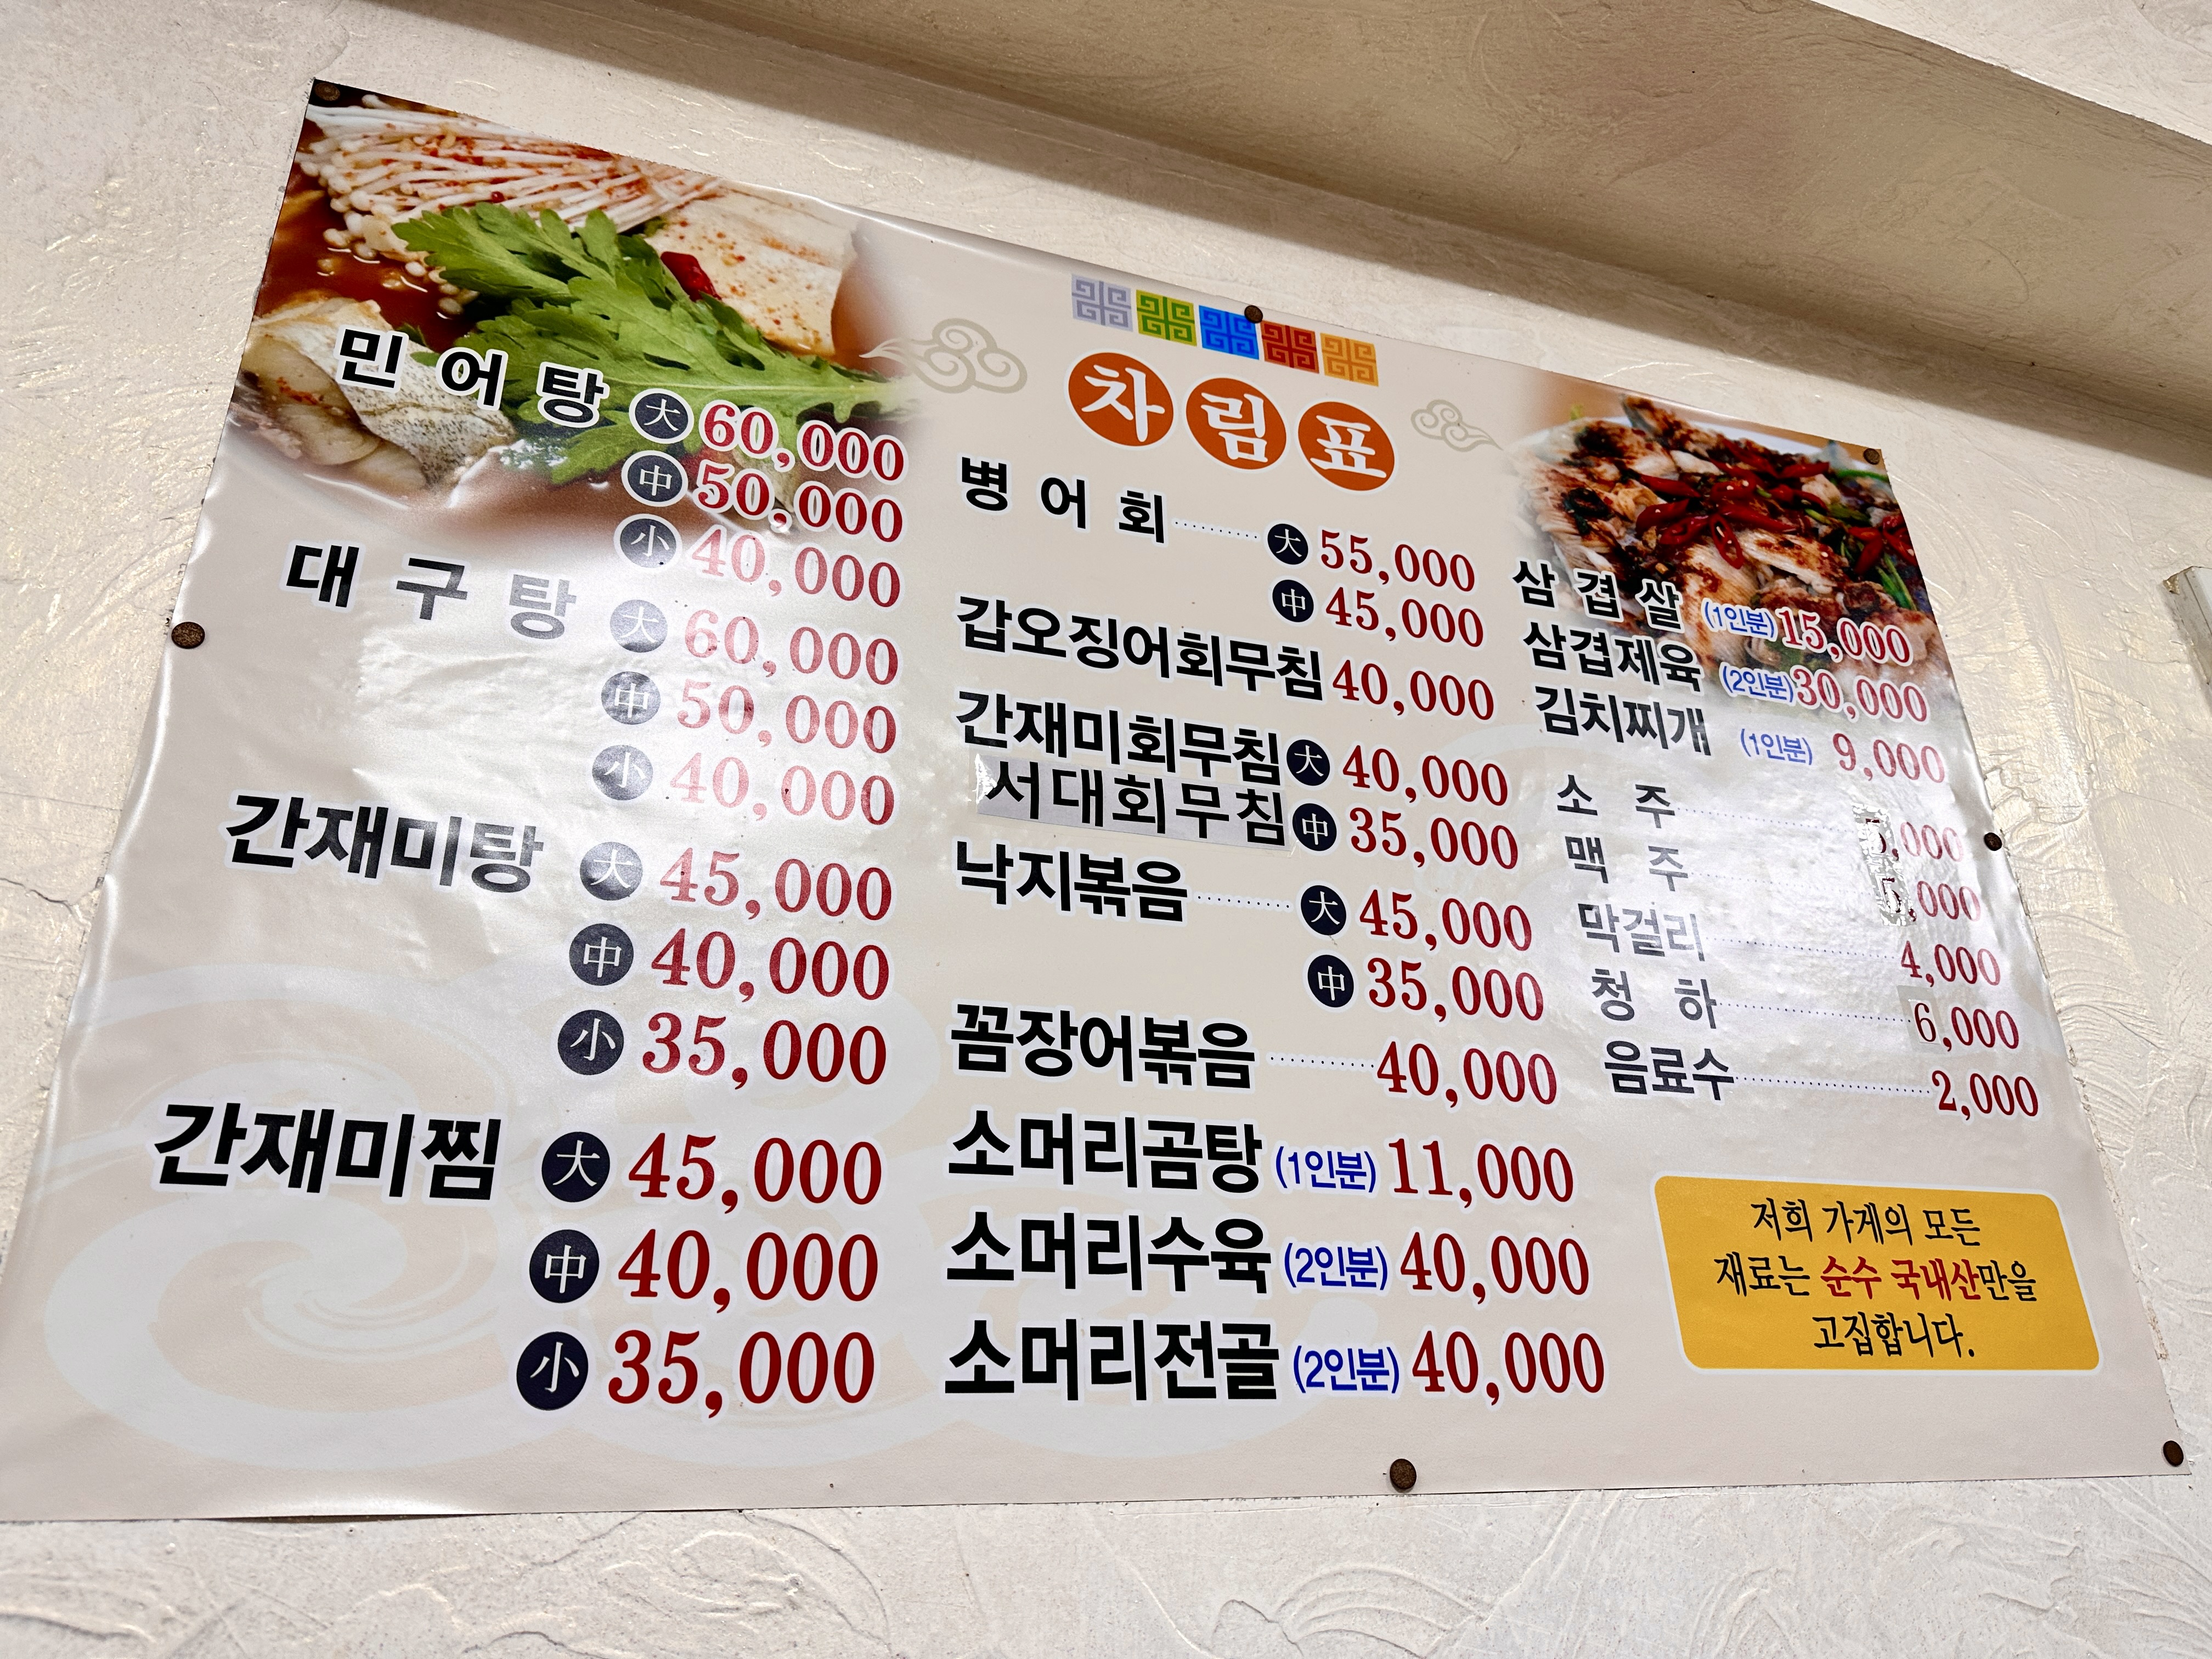 차림표
민어탕 大 60,000
中 50,000
小 40,000
대구탕 大 60,000
中 50,000
小 40,000
간재미탕 大 45,000
中 40,000
小 35,000
간재미찜 大 45,000
中 40,000
小 35,000
병어회 大 55,000
中 45,000
갑오징어회무침 40,000
간재미회무침 大 40,000
서대회무침 中 35,000
낙지볶음 大 45,000
中 35,000
꼼장어볶음 40,000
소머리곰탕 (1인분) 11,000
소머리수육 (2인분) 40,000
소머리전골 (2인분) 40,000
삼겹살 (1인분) 15,000
삼겹제육 (2인분) 30,000
김치찌개 (1인분) 9,000
소주 5,000
맥주 5,000
막걸리 4,000
청하 6,000
음료수 2,000
저희 가게의 모든
재료는 순수 국내산만을
고집합니다.